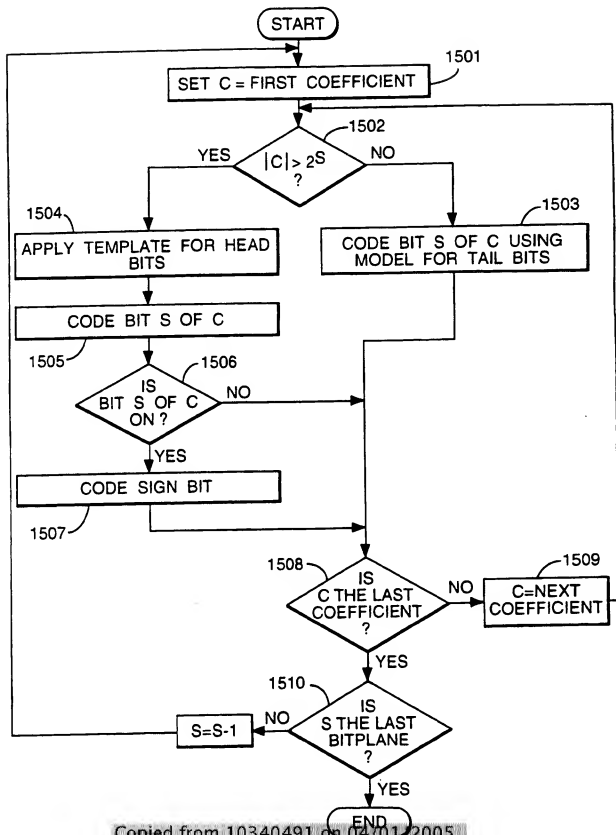 START
1501
SET C = FIRST COEFFICIENT
1502
YES
|C| > 2^S
?
NO
1504
APPLY TEMPLATE FOR HEAD
BITS
1503
CODE BIT S OF C USING
MODEL FOR TAIL BITS
CODE BIT S OF C
1505
1506
IS
BIT S OF C
ON ?
NO
YES
CODE SIGN BIT
1507
1508
IS
C THE LAST
COEFFICIENT
?
NO
1509
C=NEXT
COEFFICIENT
YES
1510
IS
S THE LAST
BITPLANE
?
NO
S=S-1
YES
END
Copied from 10340491 on 04/01/2005